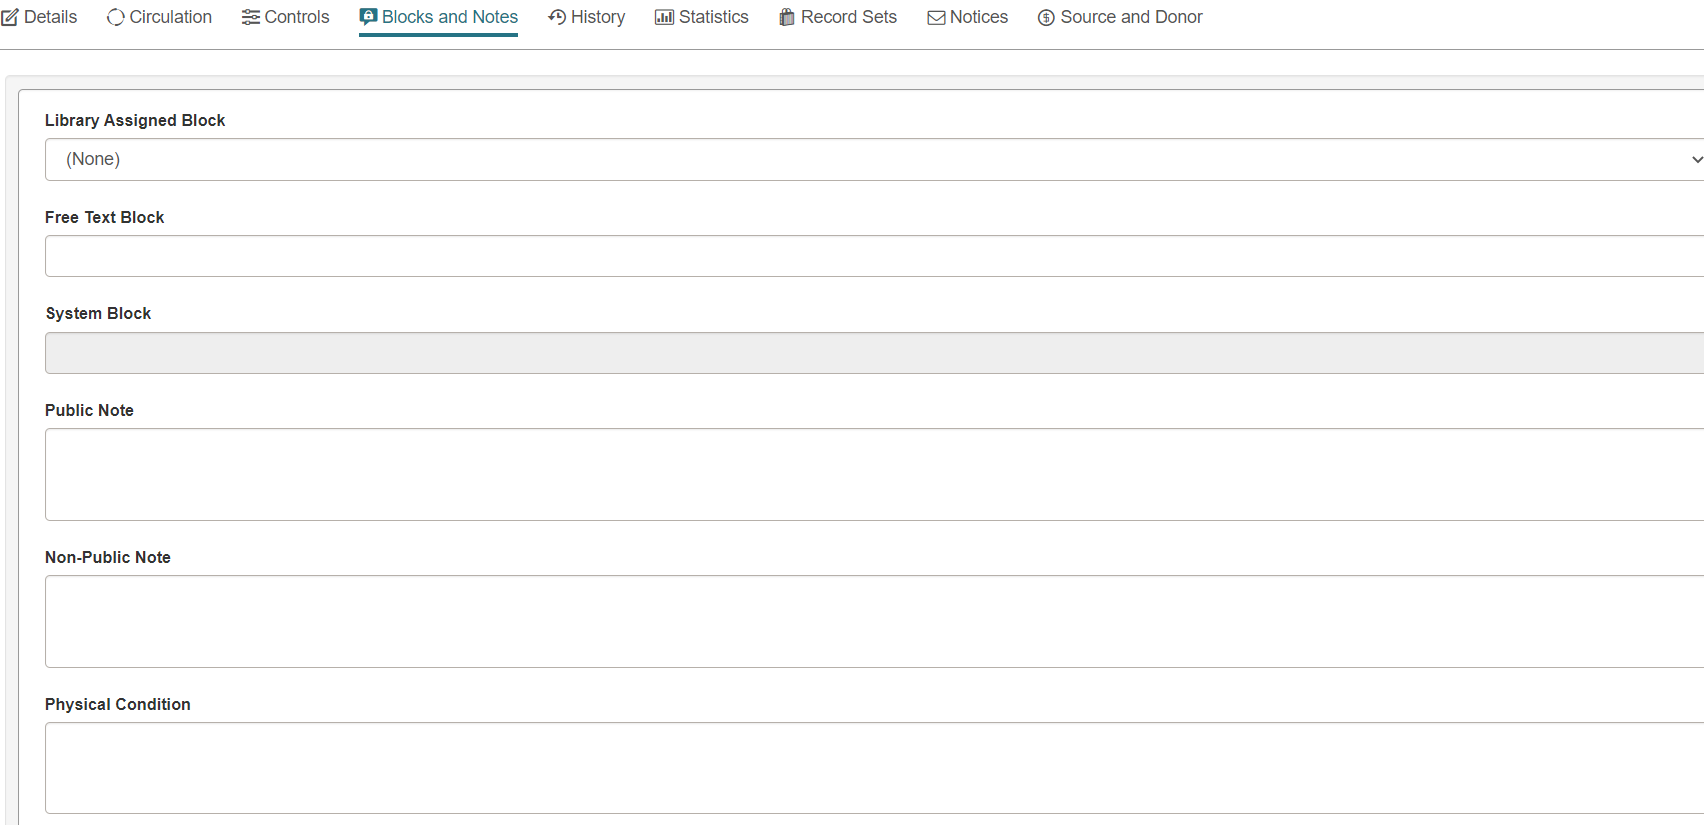 Details Circulation Controls Blocks and Notes History Statistics Record Sets Notices Source and Donor
Library Assigned Block
(None)
Free Text Block
System Block
Public Note
Non-Public Note
Physical Condition